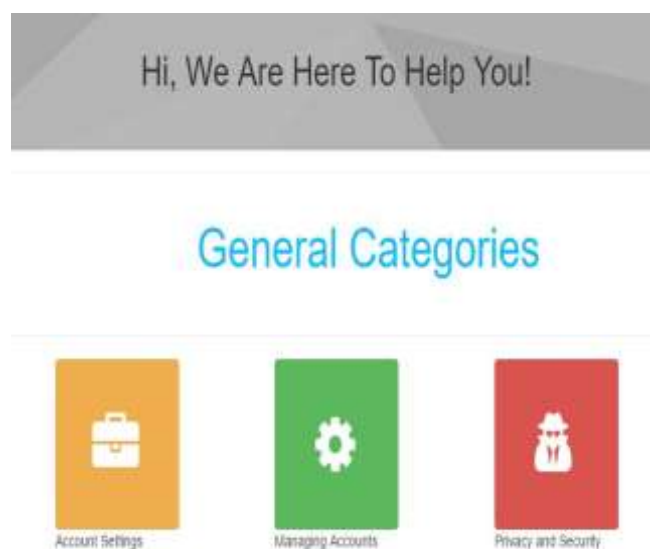 Hi, We Are Here To Help You!
General Categories
Account Settings
Managing Accounts
Privacy and Security